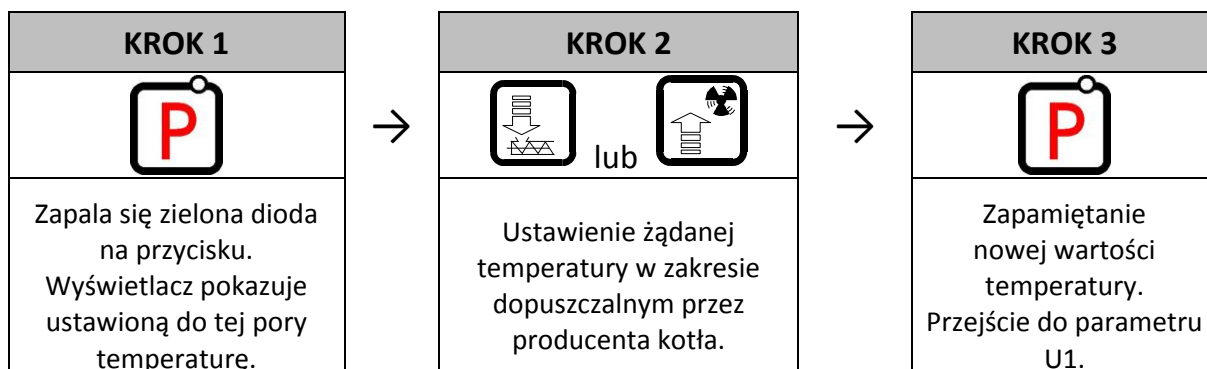 KROK 1
P
Zapala się zielona dioda
na przycisku.
Wyświetlacz pokazuje
ustawioną do tej pory
temperaturę.
KROK 2
lub
Ustawienie żądanej
temperatury w zakresie
dopuszczalnym przez
producenta kotła.
KROK 3
P
Zapamiętanie
nowej wartości
temperatury.
Przejście do parametru
U1.